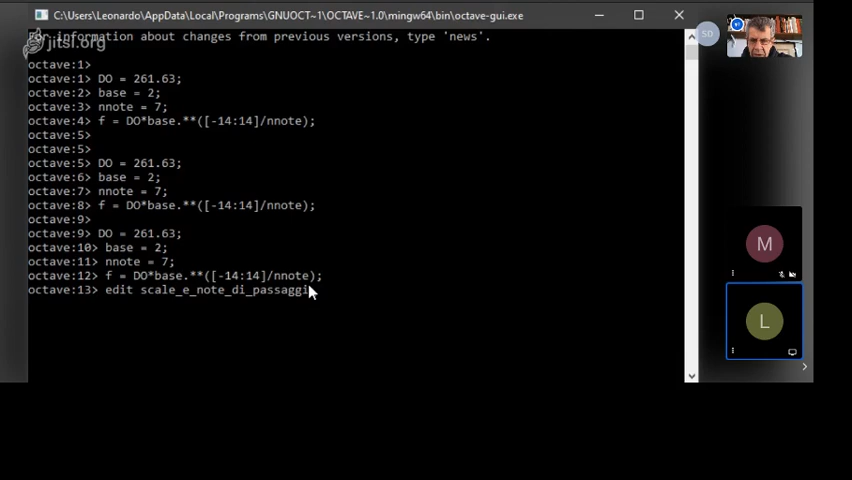 C:\Users\Leonardo\AppData\Local\Programs\GNUOCT~1\OCTAVE~1.0\mingw64\bin\octave-gui.exe
For information about changes from previous versions, type 'news'.
jitsi.org
octave:1>
octave:1> DO = 261.63;
octave:2> base = 2;
octave:3> nnote = 7;
octave:4> f = DO*base.**([-14:14]/nnote);
octave:5>
octave:5>
octave:5> DO = 261.63;
octave:6> base = 2;
octave:7> nnote = 7;
octave:8> f = DO*base.**([-14:14]/nnote);
octave:9>
octave:9> DO = 261.63;
octave:10> base = 2;
octave:11> nnote = 7;
octave:12> f = DO*base.**([-14:14]/nnote);
octave:13> edit scale_e_note_di_passaggi
SD
M
L